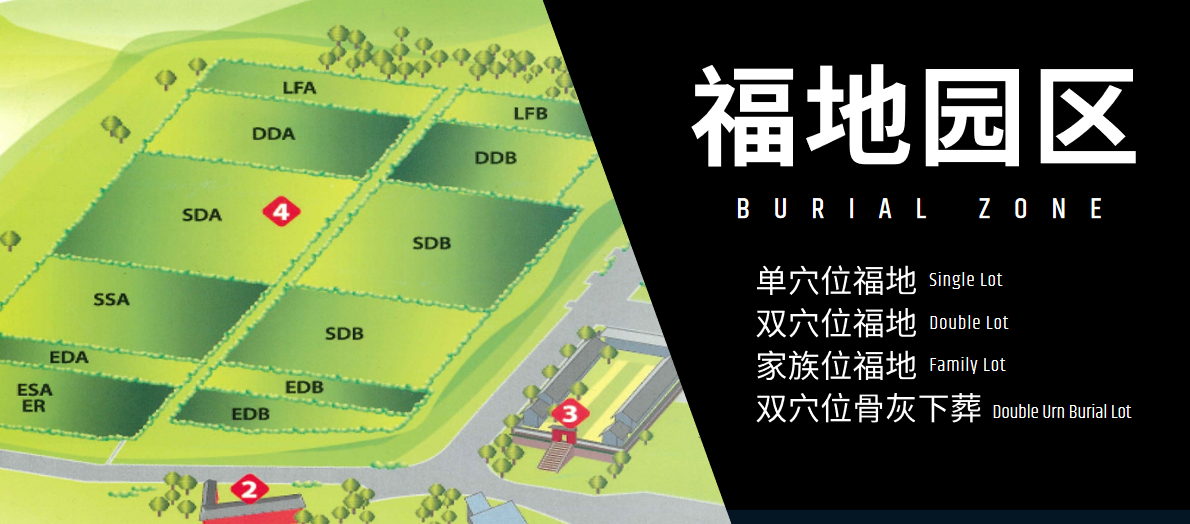 LFA
LFB
DDA
DDB
SDA
4
SDB
SSA
SDB
EDA
EDB
ESA
ER
EDB
3
2
福地园区
BURIAL ZONE
单穴位福地 Single Lot
双穴位福地 Double Lot
家族位福地 Family Lot
双穴位骨灰下葬 Double Urn Burial Lot